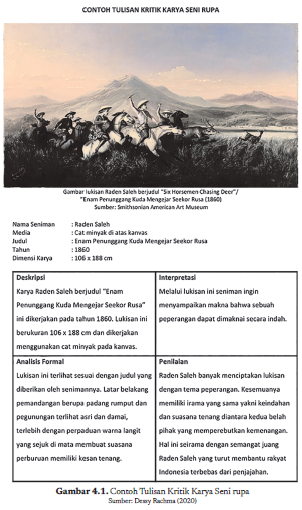 CONTOH TULISAN KRITIK KARYA SENI RUPA
Gambar lukisan Raden Saleh berjudul "Six Horsemen Chasing Deer"/
"Enam Penunggang Kuda Mengejar Seekor Rusa (1860)
Sumber: Smithsonian American Art Museum
Nama Seniman : Raden Saleh
Media : Cat minyak di atas kanvas
Judul : Enam Penunggang Kuda Mengejar Seekor Rusa
Tahun : 1860
Dimensi Karya : 106 x 188 cm
Deskripsi
Karya Raden Saleh berjudul "Enam
Penunggang Kuda Mengejar Seekor Rusa"
ini dikerjakan pada tahun 1860. Lukisan ini
berukuran 106 x 188 cm dan dikerjakan
menggunakan cat minyak pada kanvas.
Interpretasi
Melalui lukisan ini seniman ingin
menyampaikan makna bahwa sebuah
peperangan dapat dimaknai secara indah.
Analisis Formal
Lukisan ini terlihat sesuai dengan judul yang
diberikan oleh senimannya. Latar belakang
pemandangan berupa padang rumput dan
pegunungan terlihat asri dan damai,
terlebih dengan perpaduan warna langit
yang sejuk di mata membuat suasana
perburuan memiliki kesan tenang.
Penilaian
Raden Saleh banyak menciptakan lukisan
dengan tema peperangan. Kesemuanya
memiliki irama yang sama yakni keindahan
dan suasana tenang diantara kedua belah
pihak yang memperebutkan kemenangan.
Hal ini seirama dengan semangat juang
Raden Saleh yang turut membantu rakyat
Indonesia terbebas dari penjajahan.
Gambar 4.1. Contoh Tulisan Kritik Karya Seni rupa
Sumber: Dessy Rachma (2020)